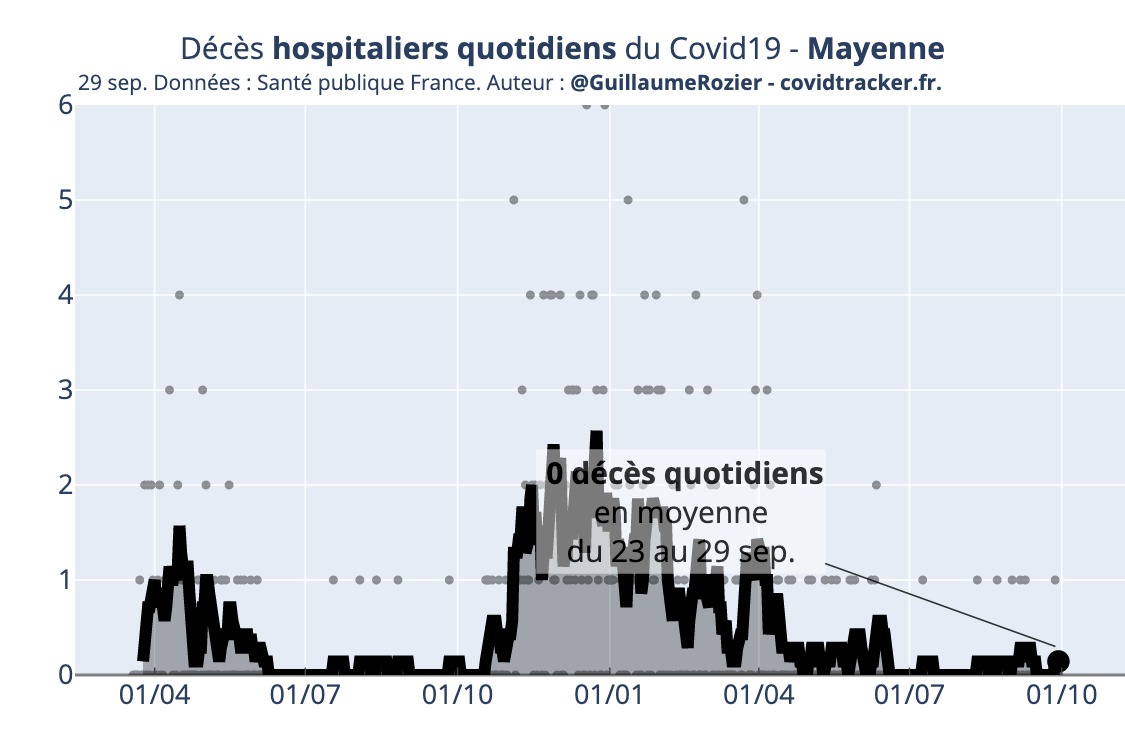 Décès hospitaliers quotidiens du Covid19 - Mayenne
29 sep. Données : Santé publique France. Auteur : @GuillaumeRozier - covidtracker.fr.
6
5
4
3
2
1
0
0 décès quotidiens
en moyenne
du 23 au 29 sep.
01/04 01/07 01/10 01/01 01/04 01/07 01/10